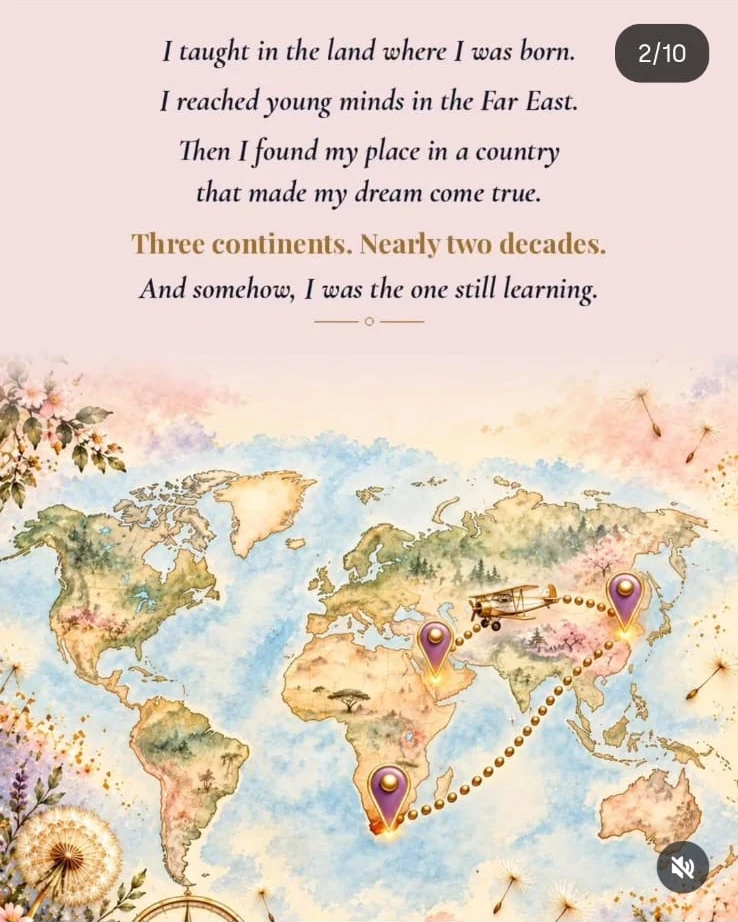 2/10
I taught in the land where I was born.
I reached young minds in the Far East.
Then I found my place in a country
that made my dream come true.
Three continents. Nearly two decades.
And somehow, I was the one still learning.